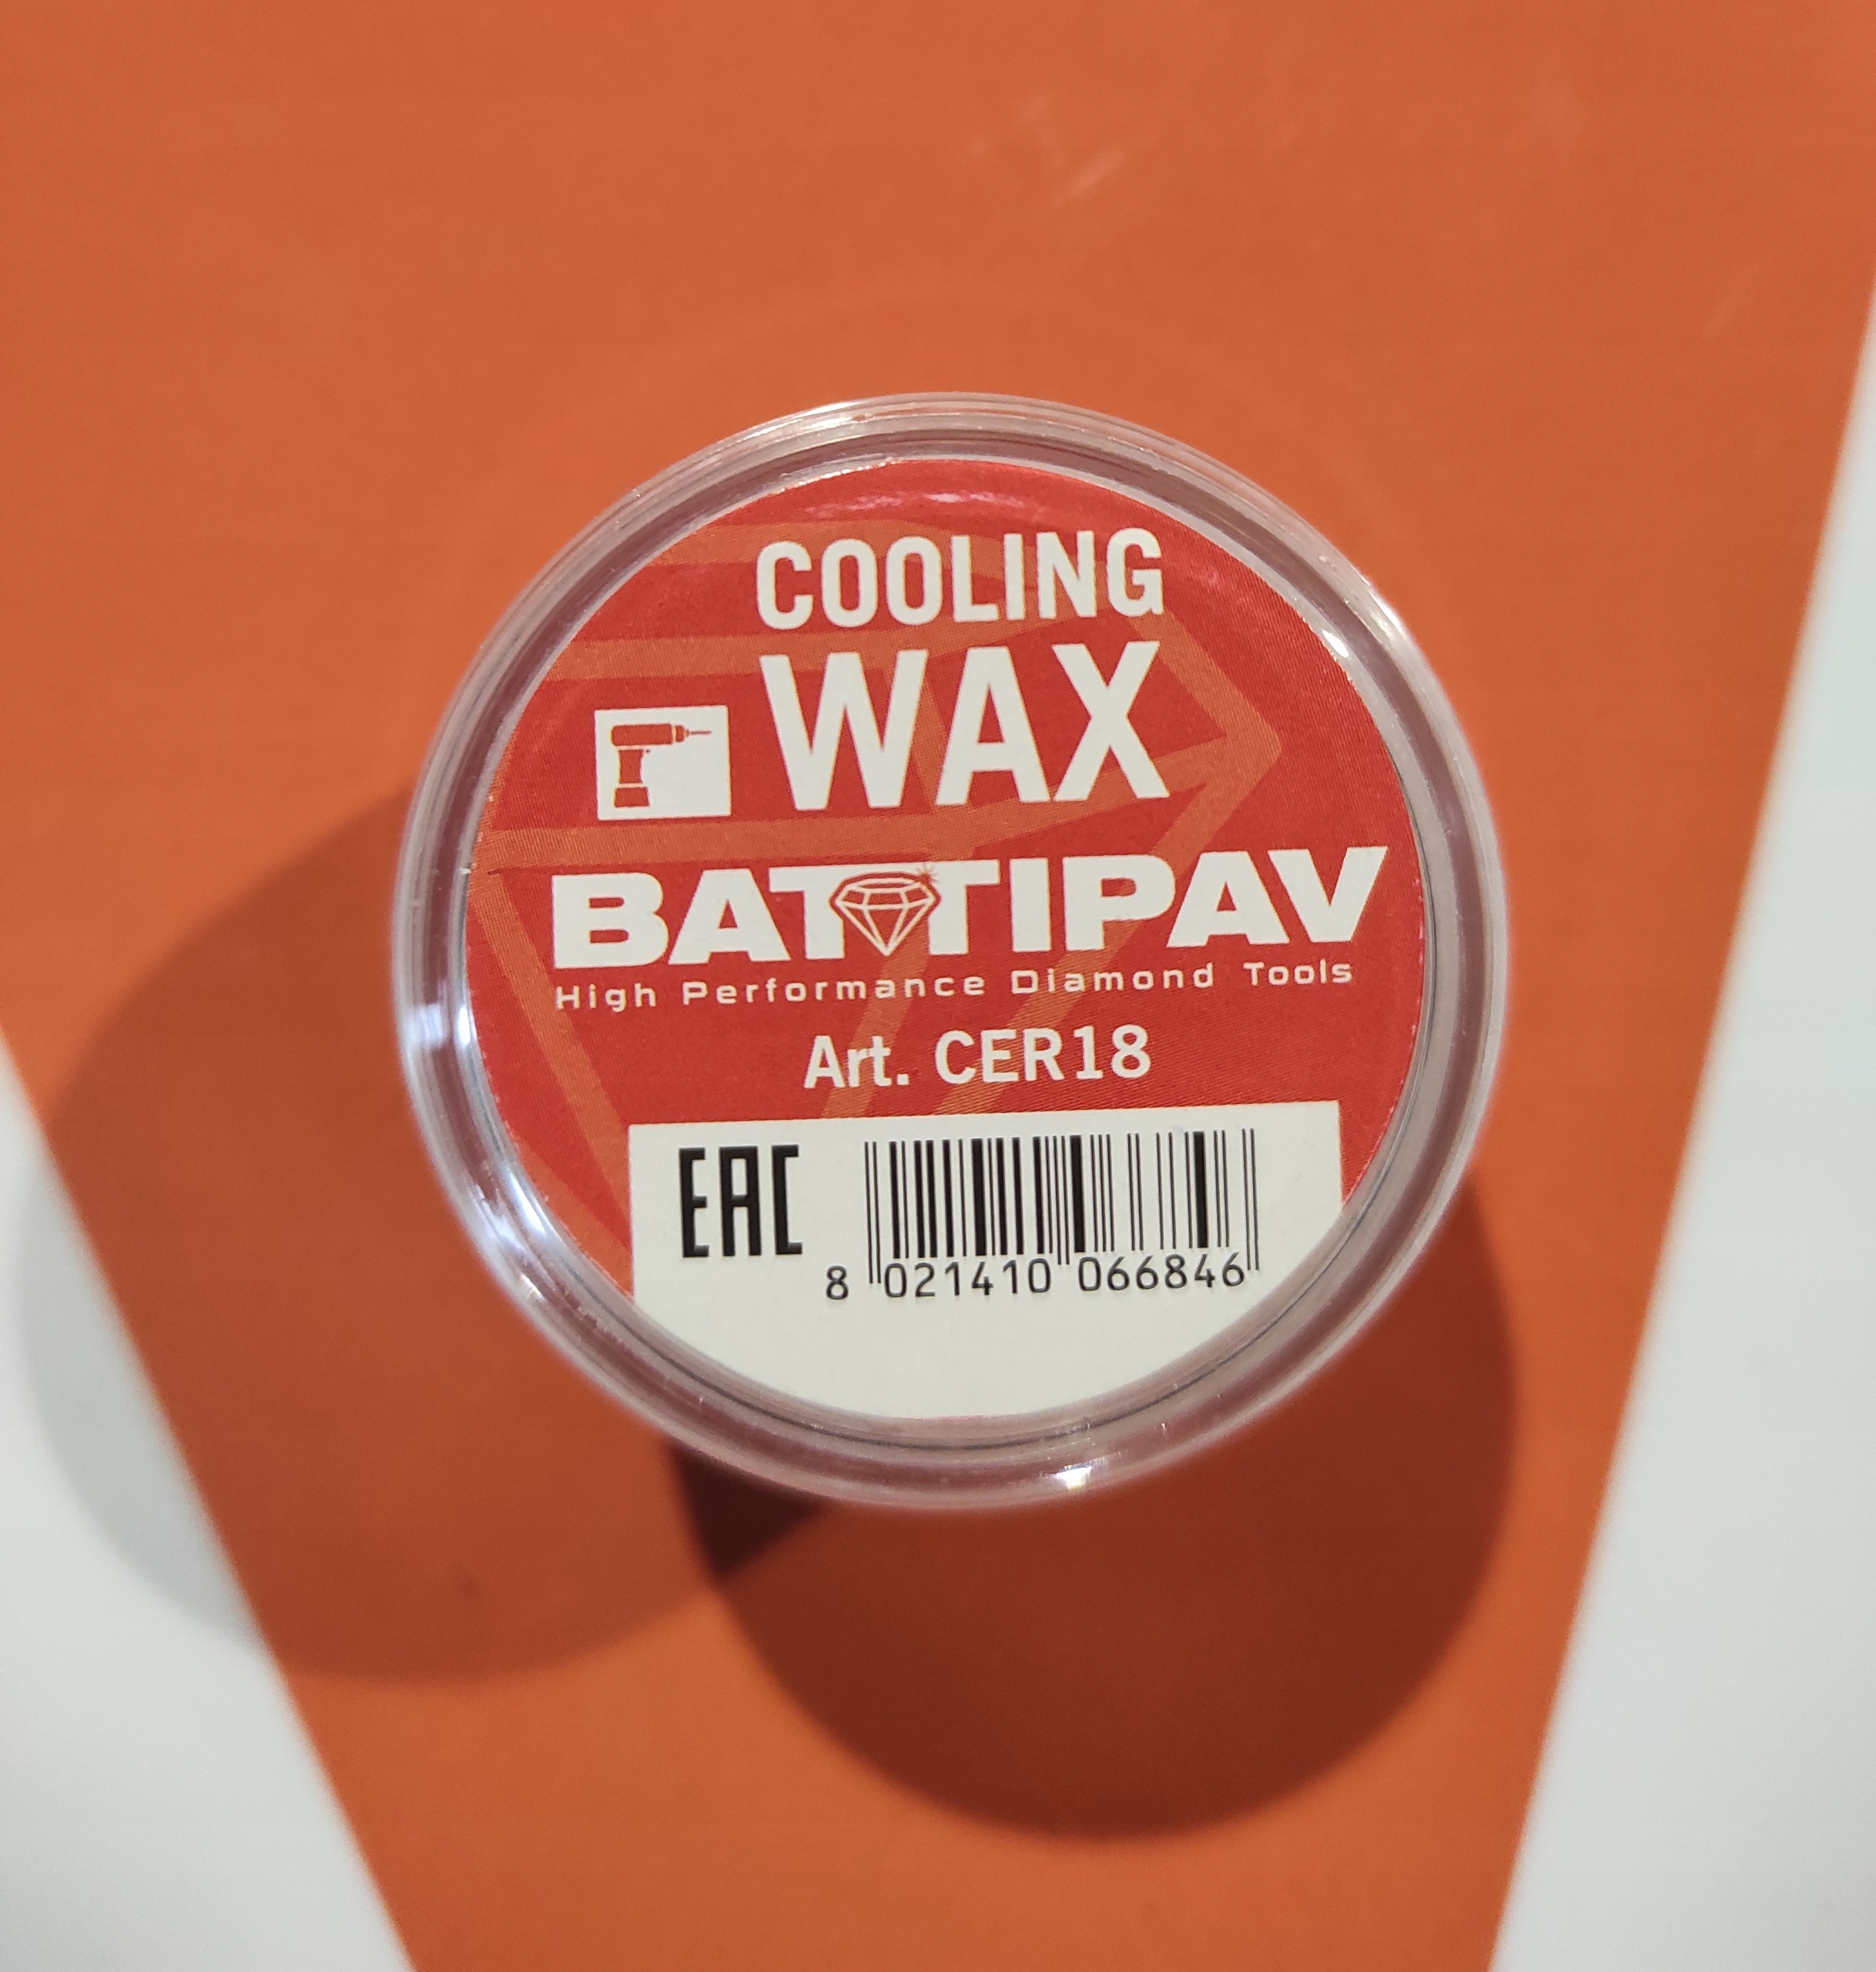 COOLING
WAX
BATTIPAV
High Performance Diamond Tools
Art. CER18
EAC
8 021410 066846